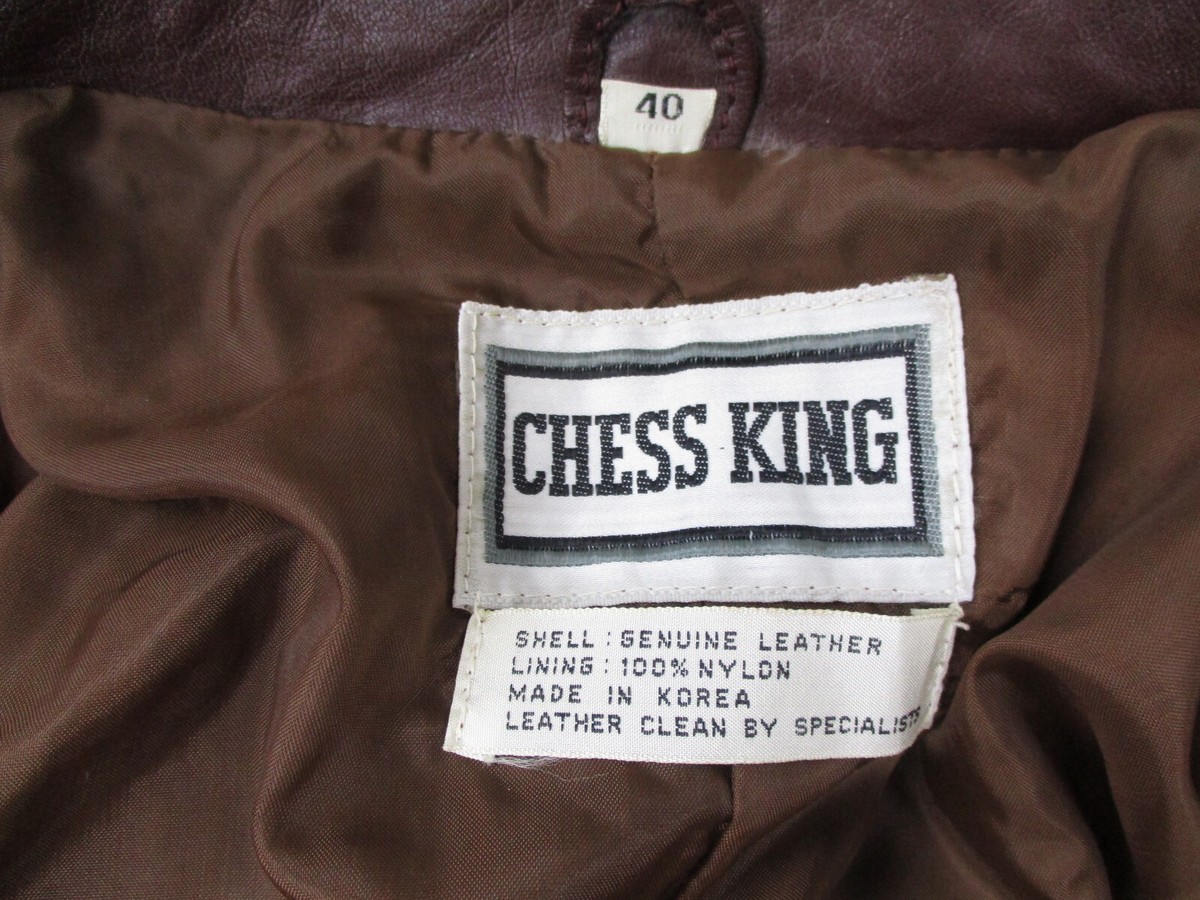 40
CHESS KING
SHELL : GENUINE LEATHER
LINING : 100% NYLON
MADE IN KOREA
LEATHER CLEAN BY SPECIALISTS